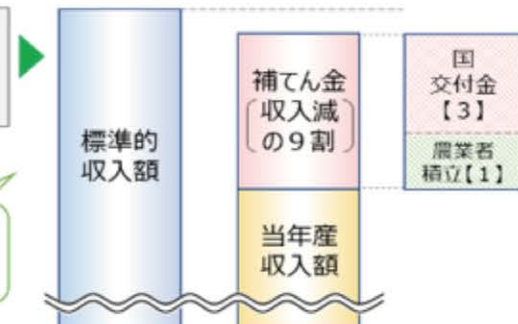 標準的
収入額
補てん金
収入減
の９割
当年産
収入額
国
交付金
【３】
農業者
積立【１】